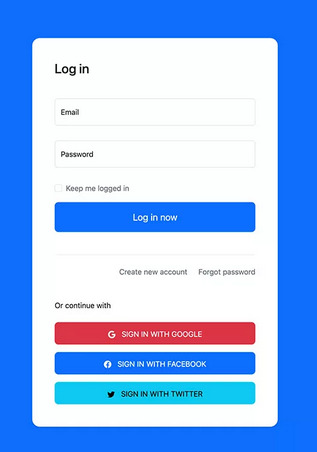 Log in
Email
Password
Keep me logged in
Log in now
Create new account Forgot password
Or continue with
SIGN IN WITH GOOGLE
SIGN IN WITH FACEBOOK
SIGN IN WITH TWITTER